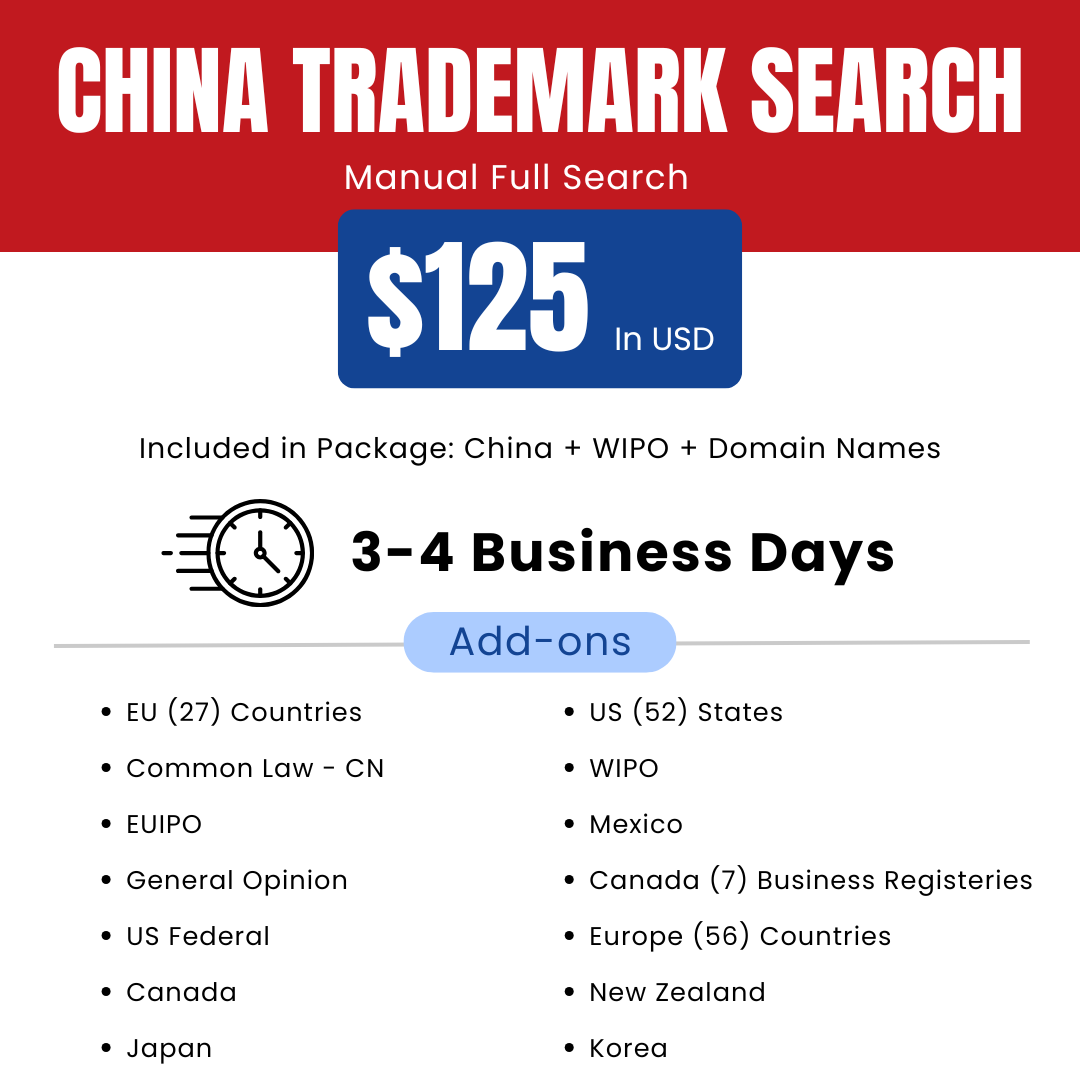 CHINA TRADEMARK SEARCH
Manual Full Search
$125 In USD
Included in Package: China + WIPO + Domain Names
3-4 Business Days
Add-ons
• EU (27) Countries
• Common Law - CN
• EUIPO
• General Opinion
• US Federal
• Canada
• Japan
• US (52) States
• WIPO
• Mexico
• Canada (7) Business Registeries
• Europe (56) Countries
• New Zealand
• Korea